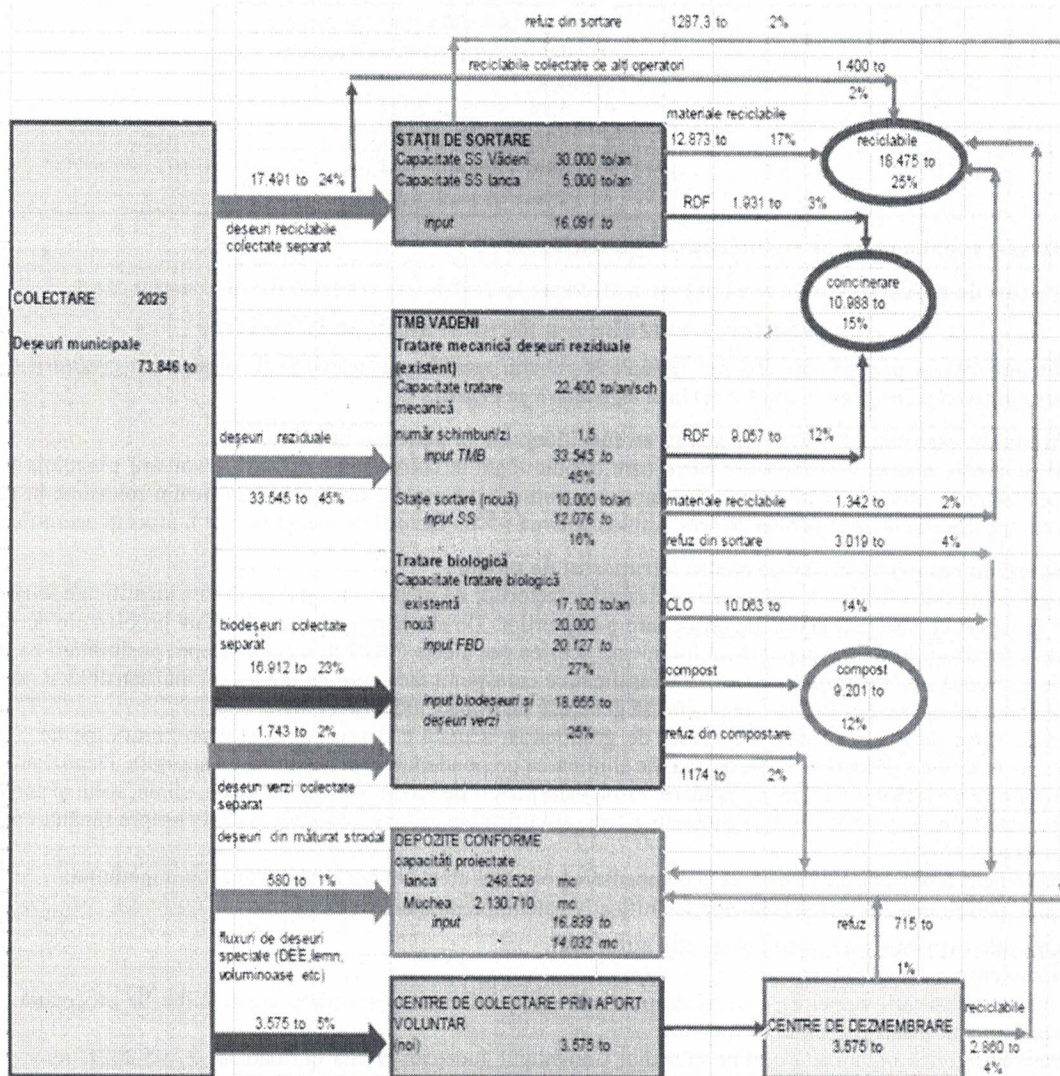 refuz din sortare 1287.3 to 2%
reciclabile colectate de alți operatori 1.400 to
2%
materiale reciclabile
STAȚII DE SORTARE
Capacitate SS Vădeni 30.000 to/an
Capacitate SS Ianca 5.000 to/an
input 16.091 to
12.873 to 17%
reciclabile
18.475 to
25%
17.491 to 24%
deșeuri reciclabile
colectate separat
RDF 1.931 to 3%
coincinerare
10.988 to
15%
COLECTARE 2025
Deșeuri municipale
73.846 to
TMB VADENI
Tratare mecanică deșeuri reziduale
(existent)
Capacitate tratare 22.400 to/an/sch
mecanică
număr schimburi/zi 1,5
input TMB 33.545 to
45%
deșeuri reziduale
33.545 to 45%
RDF 9.057 to 12%
Stație sortare (nouă) 10.000 to/an
input SS 12.076 to
16%
materiale reciclabile 1.342 to 2%
refuz din sortare 3.019 to 4%
Tratare biologică
Capacitate tratare biologică
existentă 17.100 to/an
nouă 20.000
input FBD 20.127 to
27%
input biodeșeuri și 18.655 to
deșeuri verzi
25%
CLO 10.063 to 14%
biodeșeuri colectate
separat
16.912 to 23%
1.743 to 2%
deșeuri verzi colectate
separat
compost
compost
9.201 to
12%
refuz din compostare
1174 to 2%
deșeuri din măturat stradal
580 to 1%
DEPOZITE CONFORME
capacități proiectate
Ianca 248.526 mc
Muchea 2.130.710 mc
input 16.839 to
14.032 mc
refuz 715 to
1%
fluxuri de deșeuri
speciale (DEE,lemn,
voluminoase etc)
3.575 to 5%
CENTRE DE COLECTARE PRIN APORT
VOLUNTAR
(noi) 3.575 to
CENTRE DE DEZMEMBRARE
3.575 to
reciclabile
2.860 to
4%